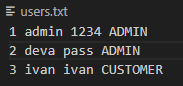 users.txt
1 admin 1234 ADMIN
2 deva pass ADMIN
3 ivan ivan CUSTOMER